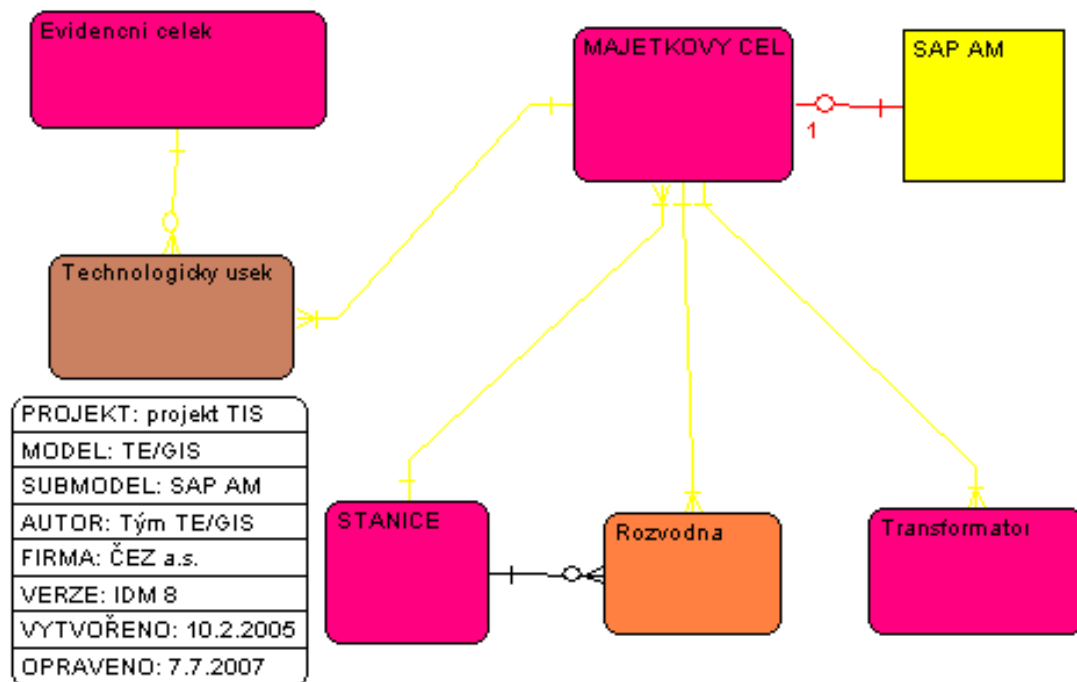 Evidencni celek
MAJETKOVY CEL
SAP AM
1
Technologicky usek
PROJEKT: projekt TIS
MODEL: TE/GIS
SUBMODEL: SAP AM
AUTOR: Tým TE/GIS
FIRMA: ČEZ a.s.
VERZE: IDM 8
VYTVOŘENO: 10.2.2005
OPRAVENO: 7.7.2007
STANICE
Rozvodna
Transformator